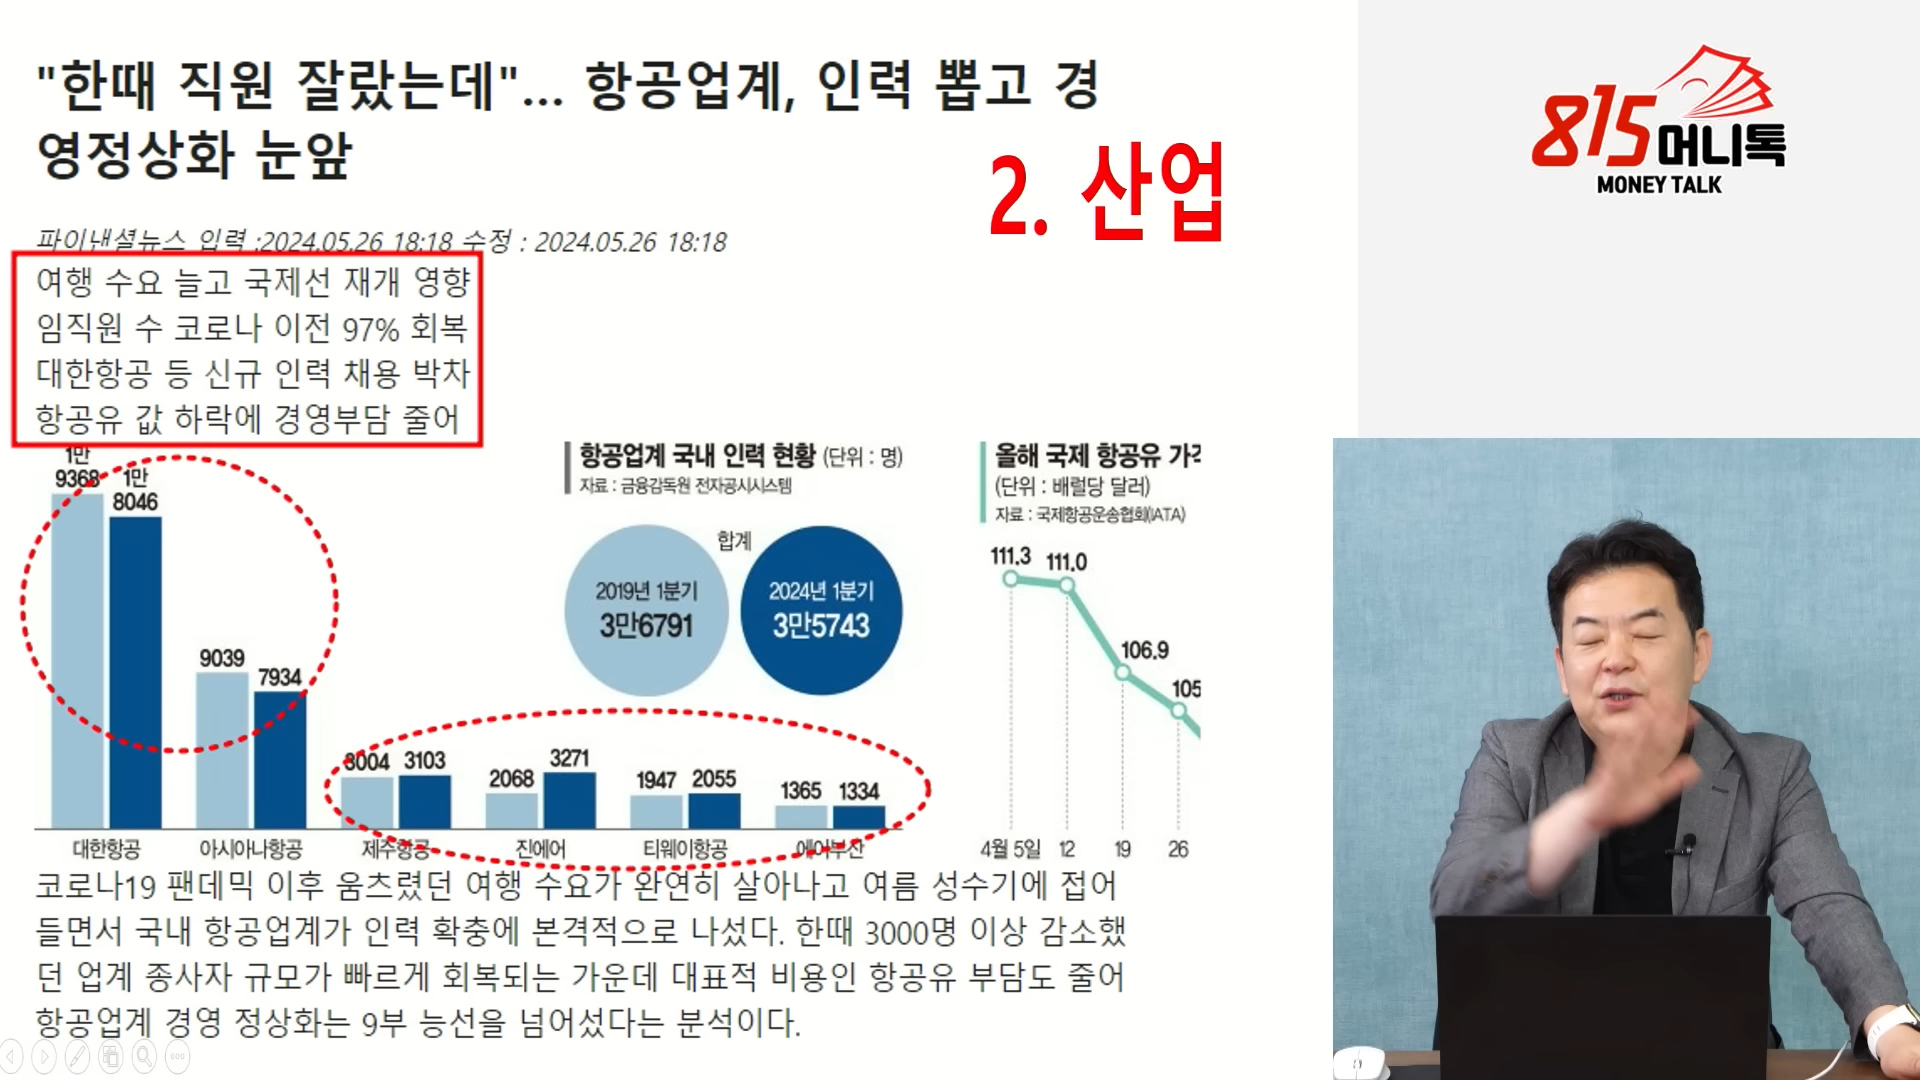 "한때 직원 잘랐는데"... 항공업계, 인력 뽑고 경
영정상화 눈앞
2. 산업
815머니톡
MONEY TALK
파이낸셜뉴스 입력 :2024.05.26 18:18 수정 : 2024.05.26 18:18
여행 수요 늘고 국제선 재개 영향
임직원 수 코로나 이전 97% 회복
대한항공 등 신규 인력 채용 박차
항공유 값 하락에 경영부담 줄어
항공업계 국내 인력 현황 (단위 : 명)
자료 : 금융감독원 전자공시시스템
합계
2019년 1분기
3만6791
2024년 1분기
3만5743
1만
9368
1만
8046
9039
7934
3004
3103
2068
3271
1947
2055
1365
1334
대한항공
아시아나항공
제주항공
진에어
티웨이항공
에어부산
올해 국제 항공유 가
(단위 : 배럴당 달러)
자료 : 국제항공운송협회(IATA)
111.3
111.0
106.9
105
4월 5일
12
19
26
코로나19 팬데믹 이후 움츠렸던 여행 수요가 완연히 살아나고 여름 성수기에 접어
들면서 국내 항공업계가 인력 확충에 본격적으로 나섰다. 한때 3000명 이상 감소했
던 업계 종사자 규모가 빠르게 회복되는 가운데 대표적 비용인 항공유 부담도 줄어
항공업계 경영 정상화는 9부 능선을 넘어섰다는 분석이다.